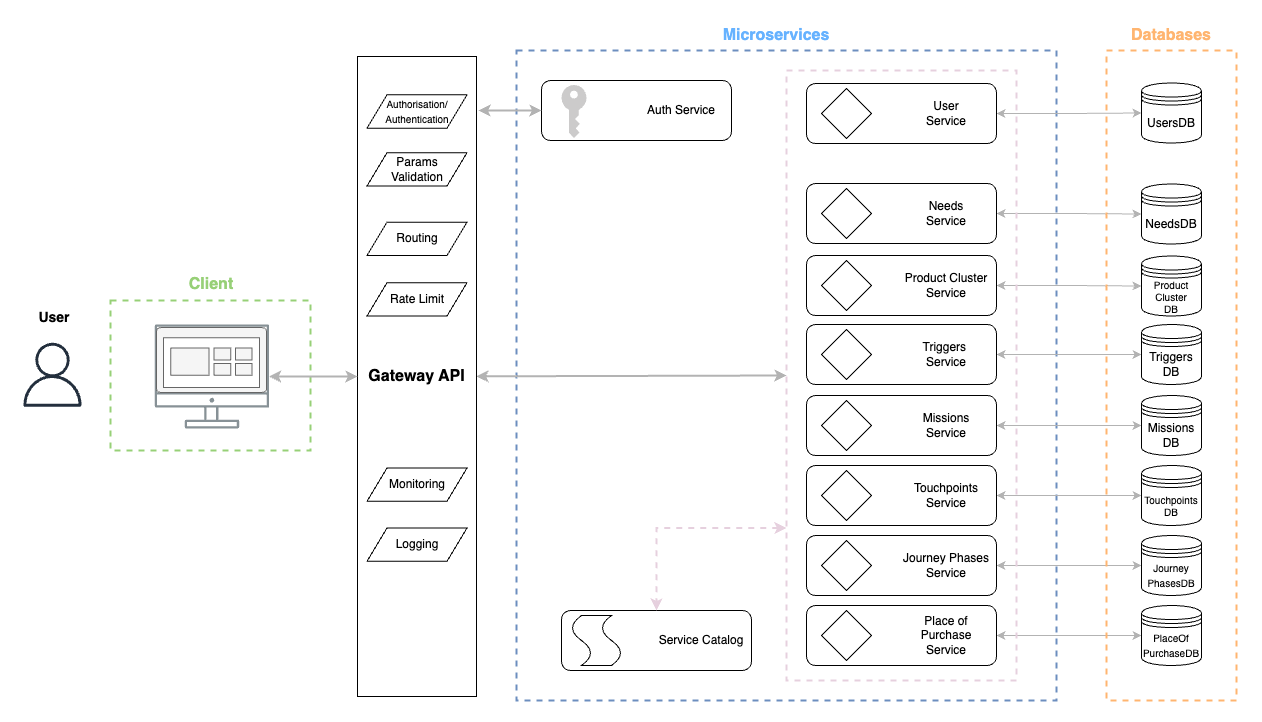 Microservices
Databases
Authorisation/
Authentication
Auth Service
User
Service
UsersDB
Params
Validation
Needs
Service
NeedsDB
Routing
Client
Rate Limit
Product Cluster
Service
Product
Cluster
DB
User
Triggers
Service
Triggers
DB
Gateway API
Missions
Service
Missions
DB
Monitoring
Touchpoints
Service
Touchpoints
DB
Logging
Journey Phases
Service
Journey
PhasesDB
Service Catalog
Place of
Purchase
Service
PlaceOf
PurchaseDB